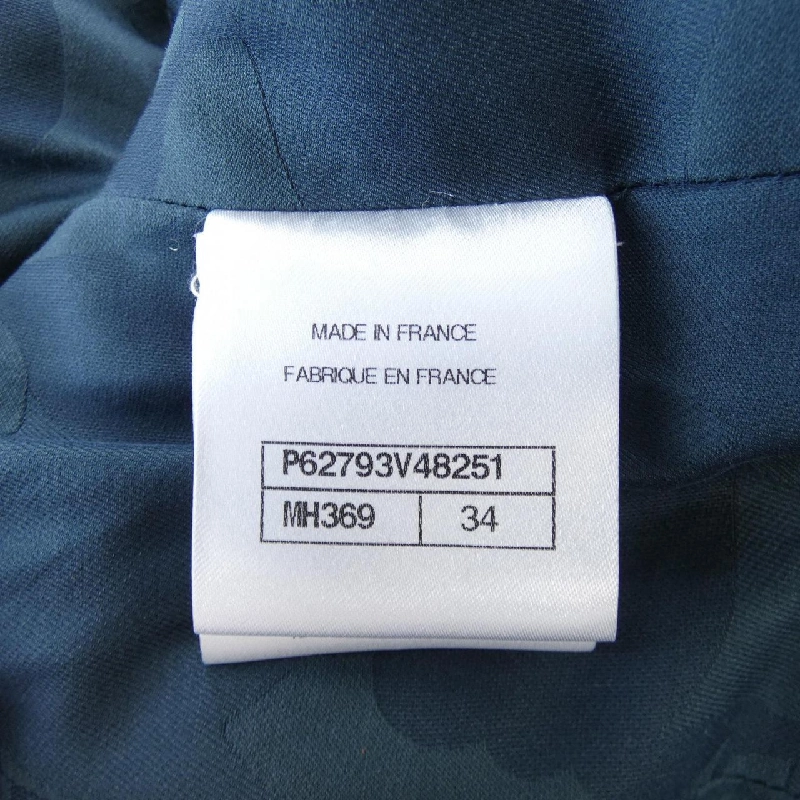 MADE IN FRANCE
FABRIQUE EN FRANCE
P62793V48251
MH369 34